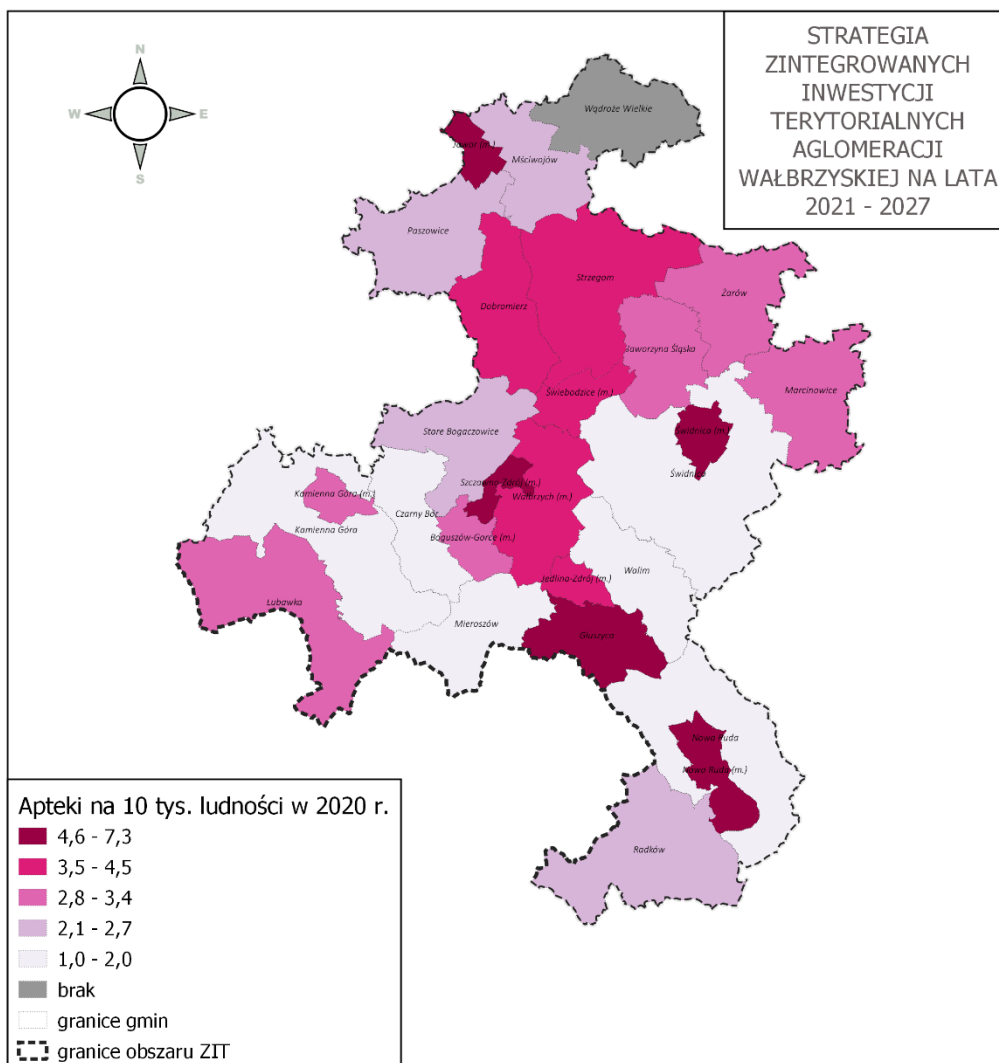 N
W
E
S
STRATEGIA
ZINTEGROWANYCH
INWESTYCJI
TERYTORIALNYCH
AGLOMERACJI
WAŁBRZYSKIEJ NA LATA
2021 - 2027
Wądroże Wielkie
Jawor (m.)
Mściwojów
Paszowice
Strzegom
Żarów
Dobromierz
Jaworzyna Śląska
Świebodzice (m.)
Marcinowice
Stare Bogaczowice
Świdnica (m.)
Świdnica
Szczawno-Zdrój (m.)
Kamienna Góra (m.)
Wałbrzych (m.)
Czarny Bór
Kamienna Góra
Boguszów-Gorce (m.)
Walim
Jedlina-Zdrój (m.)
Lubawka
Mieroszów
Głuszyca
Nowa Ruda
Nowa Ruda (m.)
Radków
Apteki na 10 tys. ludności w 2020 r.
4,6 - 7,3
3,5 - 4,5
2,8 - 3,4
2,1 - 2,7
1,0 - 2,0
brak
granice gmin
granice obszaru ZIT